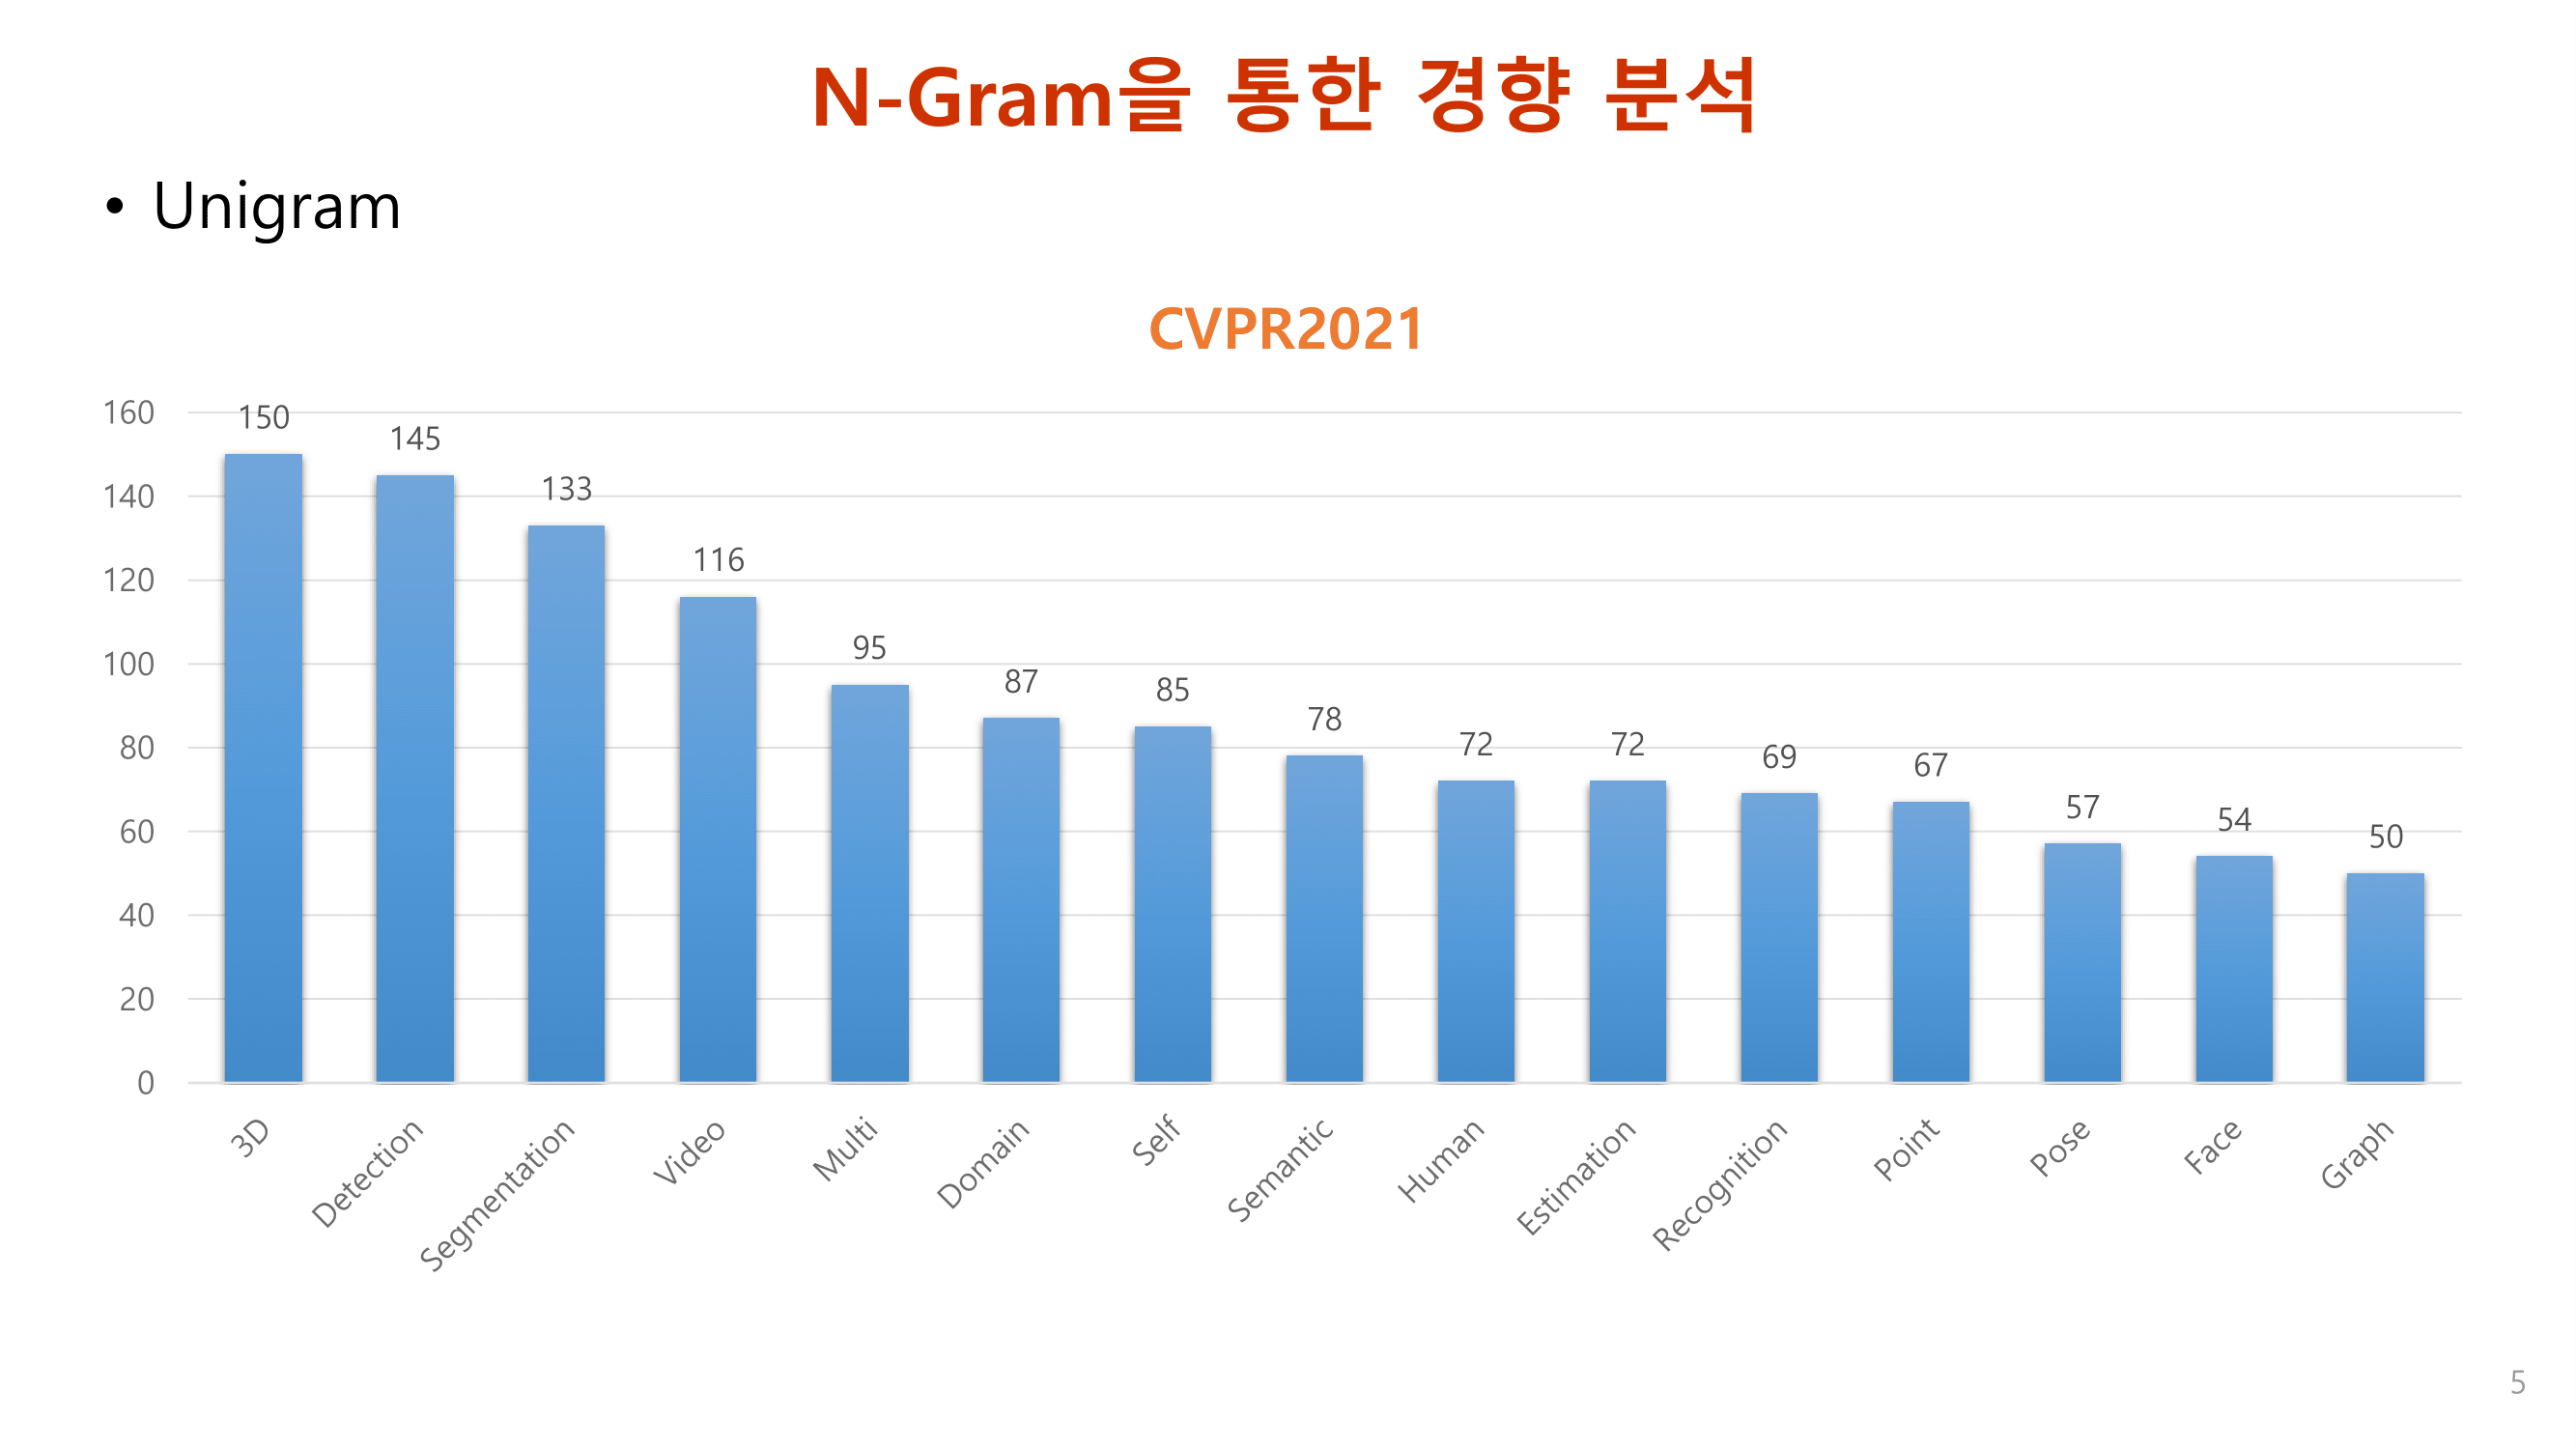 N-Gram을 통한 경향 분석
• Unigram
CVPR2021
160
140
120
100
80
60
40
20
0
150
145
133
116
95
87
85
78
72
72
69
67
57
54
50
3D
Detection
Segmentation
Video
Multi
Domain
Self
Semantic
Human
Estimation
Recognition
Point
Pose
Face
Graph
5